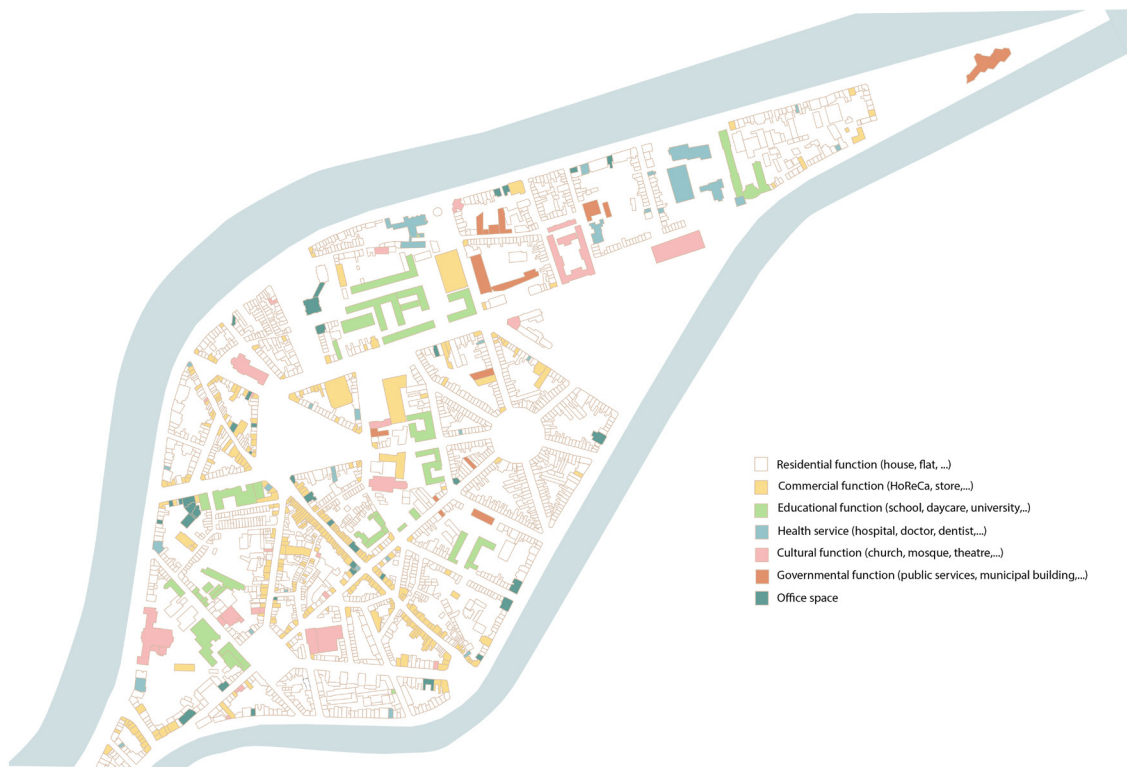 Residential function (house, flat, ...)
Commercial function (HoReCa, store,...)
Educational function (school, daycare, university,..)
Health service (hospital, doctor, dentist,...)
Cultural function (church, mosque, theatre,...)
Governmental function (public services, municipal building,...)
Office space